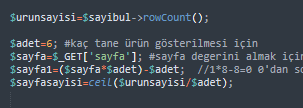 $urunsayisi=$sayibul->rowCount();
$adet=6; #kaç tane ürün gösterilmesi için
$sayfa=$_GET['sayfa']; #sayfa degerini almak için
$sayfa1=($sayfa*$adet)-$adet; //1*8-8=0 0'dan
$sayfasayisi=ceil($urunsayisi/$adet);